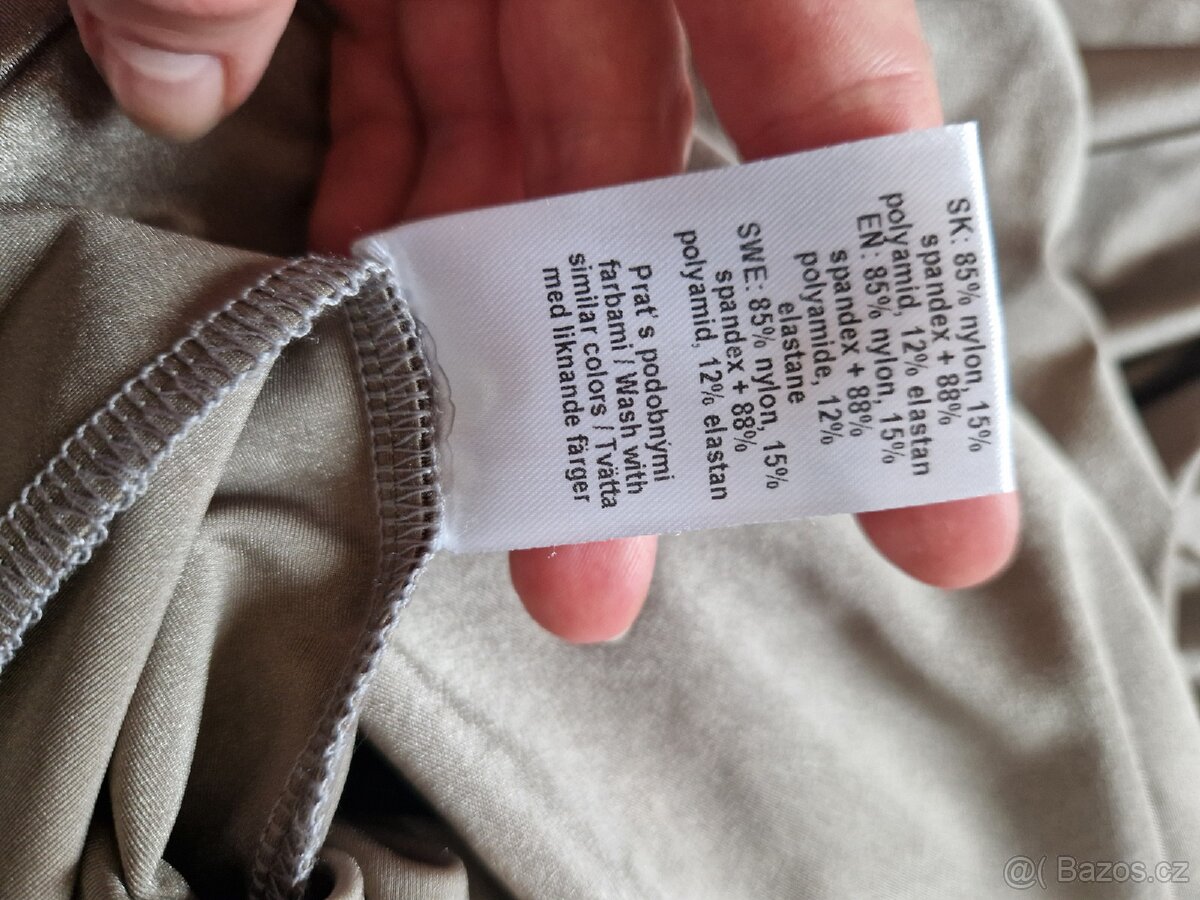 SK: 85% nylon, 15%
spandex + 88%
polyamid, 12% elastan
EN: 85% nylon, 15%
spandex + 88%
polyamide, 12%
elastane
SWE: 85% nylon, 15%
spandex + 88%
polyamid, 12% elastan
Prat's podobnými
farbami / Wash with
similar colors / Tvätta
med liknande färger
@( Bazos.cz